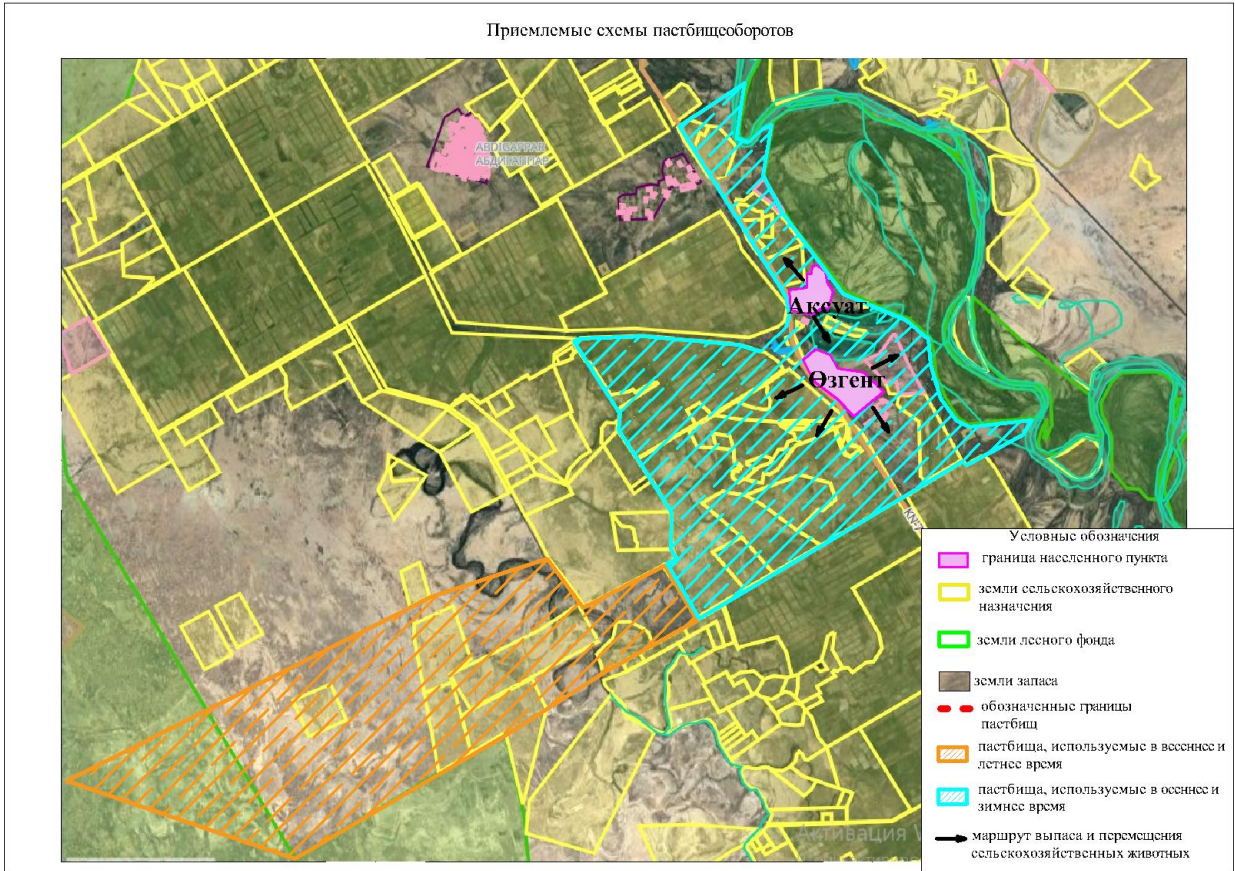 Приемлемые схемы пастбищеоборотов
ABDIGAPPAR
АБДИГАППАР
Аксуат
Өзгент
Условные обозначения
граница населенного пункта
земли сельскохозяйственного
назначения
земли лесного фонда
земли запаса
обозначенные границы
пастбищ
пастбища, используемые в весеннее и
летнее время
пастбища, используемые в осеннее и
зимнее время
маршрут выпаса и перемещения
сельскохозяйственных животных
Активация